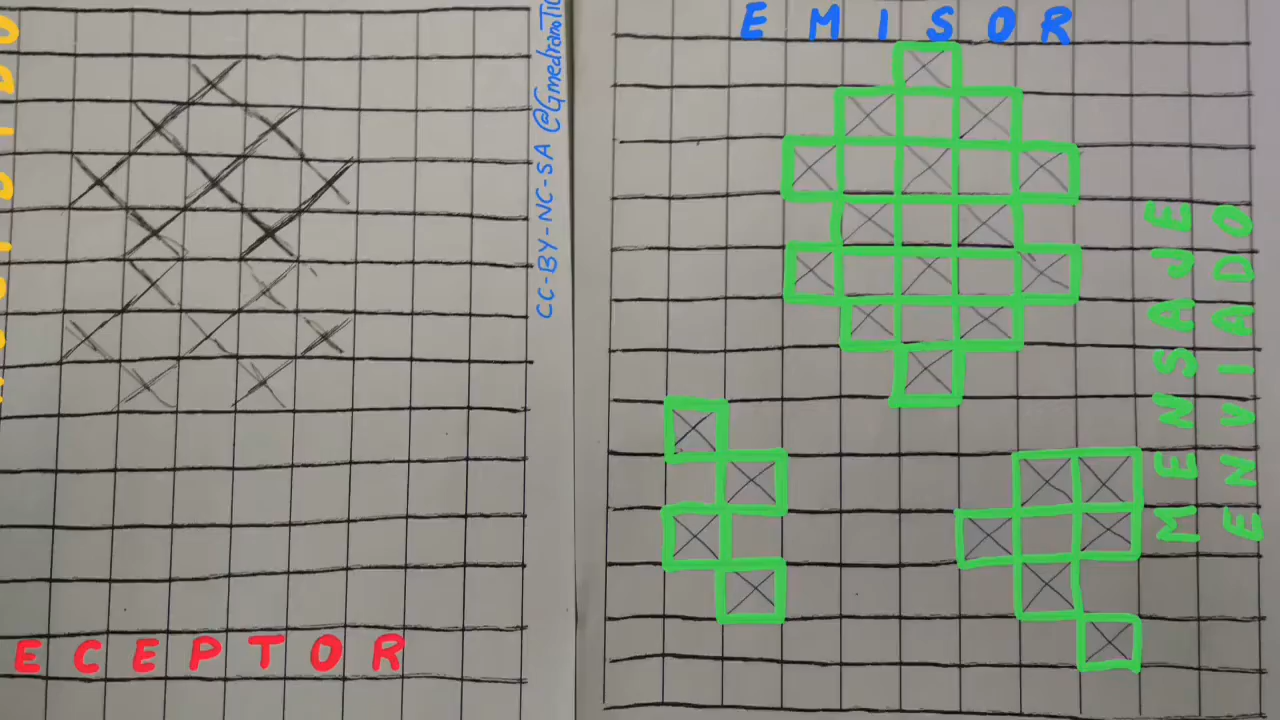 EMISOR
CC-BY-NC-SA @GmedranoTIC
MENSAJE
ENVIADO
ECEPTOR